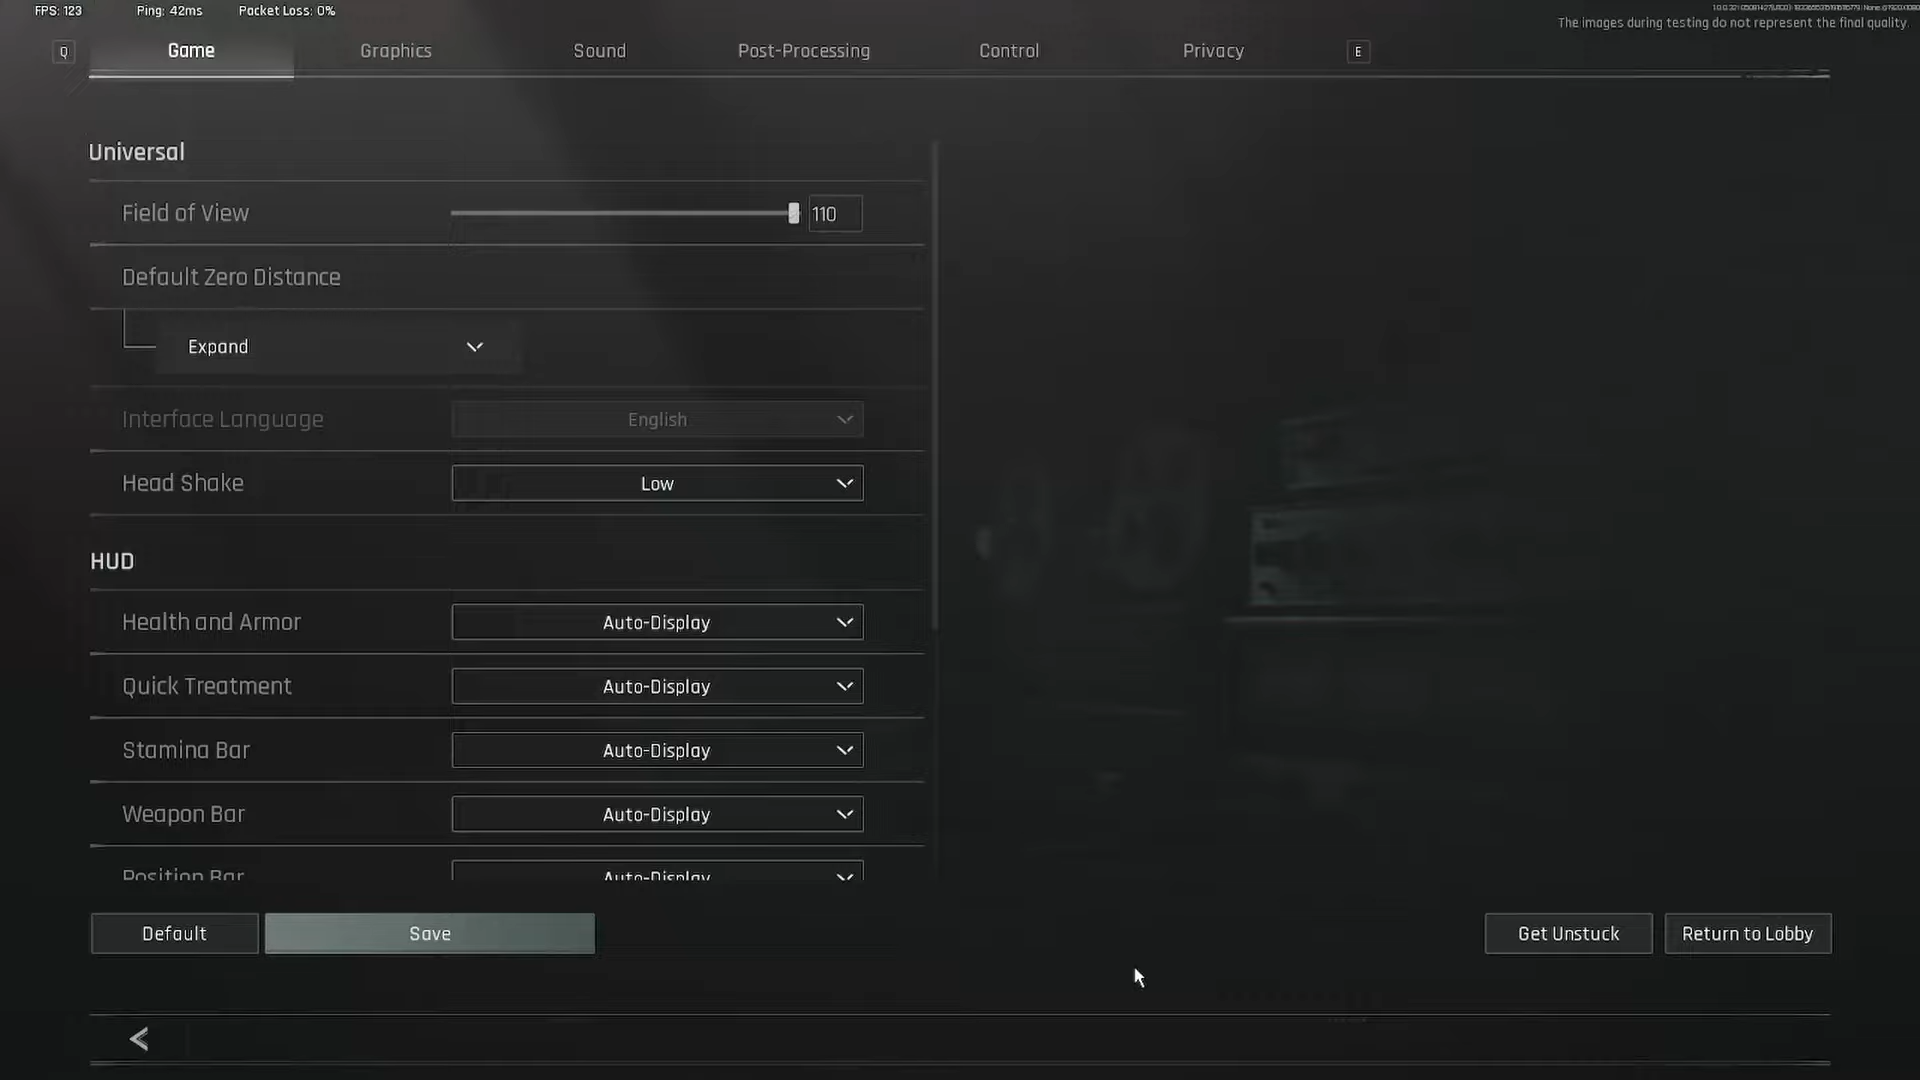 FPS: 123 Ping: 42ms Packet Loss: 0%
The images during testing do not represent the final quality.
Q Game Graphics Sound Post-Processing Control Privacy E
Universal
Field of View 110
Default Zero Distance
Expand
Interface Language English
Head Shake Low
HUD
Health and Armor Auto-Display
Quick Treatment Auto-Display
Stamina Bar Auto-Display
Weapon Bar Auto-Display
Position Bar Auto-Display
Default Save Get Unstuck Return to Lobby